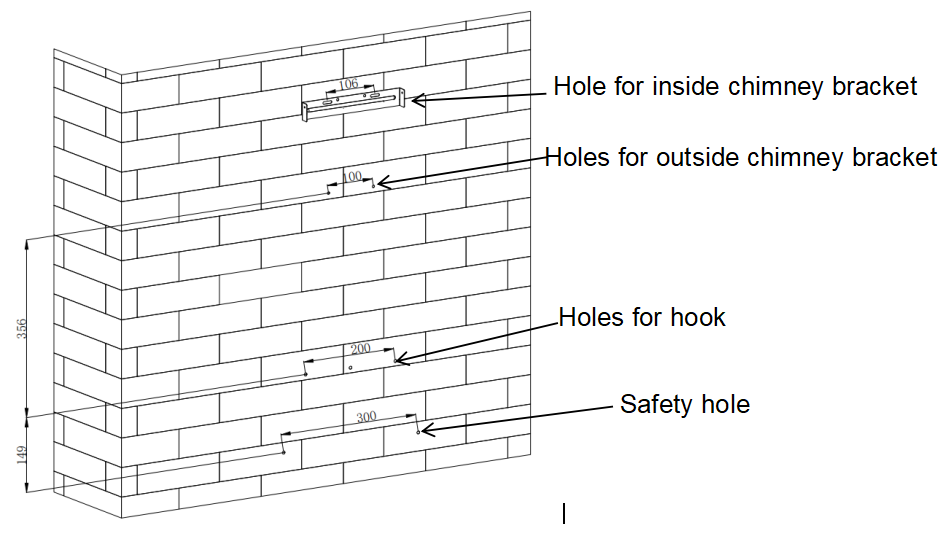 106
Hole for inside chimney bracket
Holes for outside chimney bracket
100
356
Holes for hook
200
Safety hole
300
149